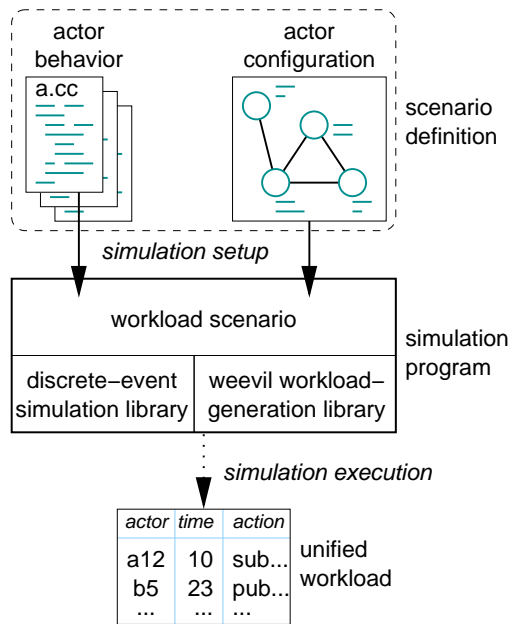 actor
behavior
actor
configuration
a.cc
scenario
definition
simulation setup
workload scenario
simulation
program
discrete−event
simulation library
weevil workload−
generation library
simulation execution
actor time action
a12 10 sub...
b5 23 pub...
... ... ...
unified
workload